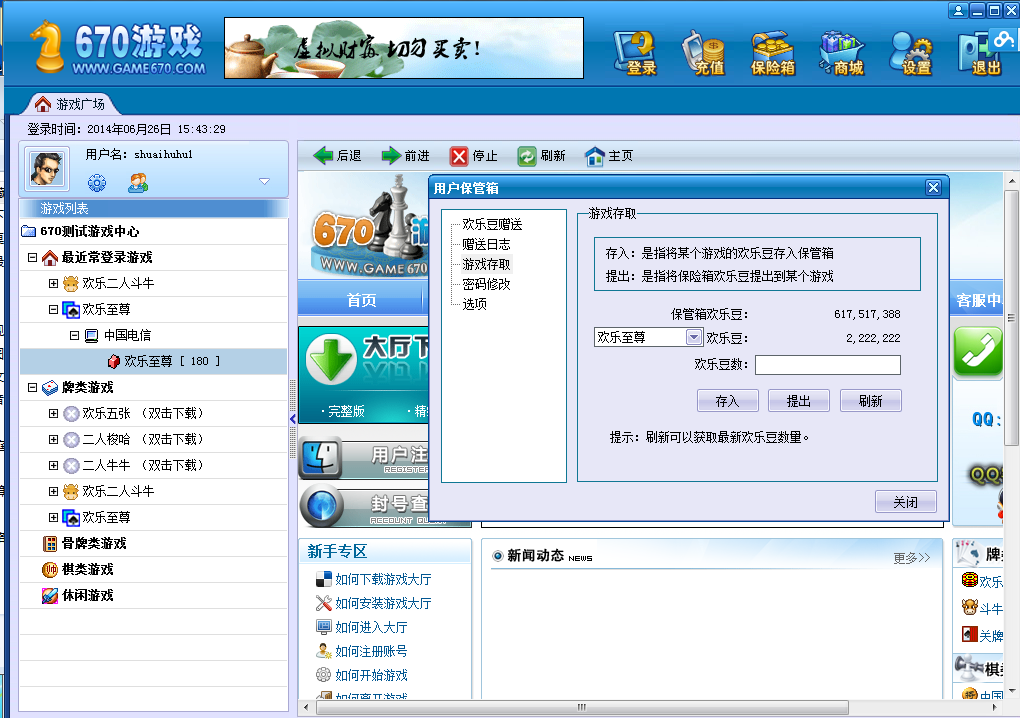 670游戏
WWW.GAME670.COM
虚拟财富,切勿买卖!
登录
充值
保险箱
商城
设置
退出
游戏广场
登录时间: 2014年06月26日 15:43:29
用户名: shuaihuhu1
游戏列表
670测试游戏中心
最近常登录游戏
欢乐二人斗牛
欢乐至尊
中国电信
欢乐至尊 [ 180 ]
牌类游戏
欢乐五张 (双击下载)
二人梭哈 (双击下载)
二人牛牛 (双击下载)
欢乐二人斗牛
欢乐至尊
骨牌类游戏
棋类游戏
休闲游戏
后退
前进
停止
刷新
主页
670游
WWW.GAME670
首页
客服中
大厅下
·完整版
·精
用户注
REGISTER
封号查
ACCOUNT QU
QQ:
QQ
用户保管箱
欢乐豆赠送
赠送日志
游戏存取
密码修改
选项
游戏存取
存入: 是指将某个游戏的欢乐豆存入保管箱
提出: 是指将保险箱欢乐豆提出到某个游戏
保管箱欢乐豆: 617,517,388
欢乐至尊 欢乐豆: 2,222,222
欢乐豆数:
存入
提出
刷新
提示: 刷新可以获取最新欢乐豆数量。
关闭
新手专区
如何下载游戏大厅
如何安装游戏大厅
如何进入大厅
如何注册账号
如何开始游戏
如何离开游戏
新闻动态 NEWS
更多>>
牌
欢乐
斗牛
关牌
棋
中国